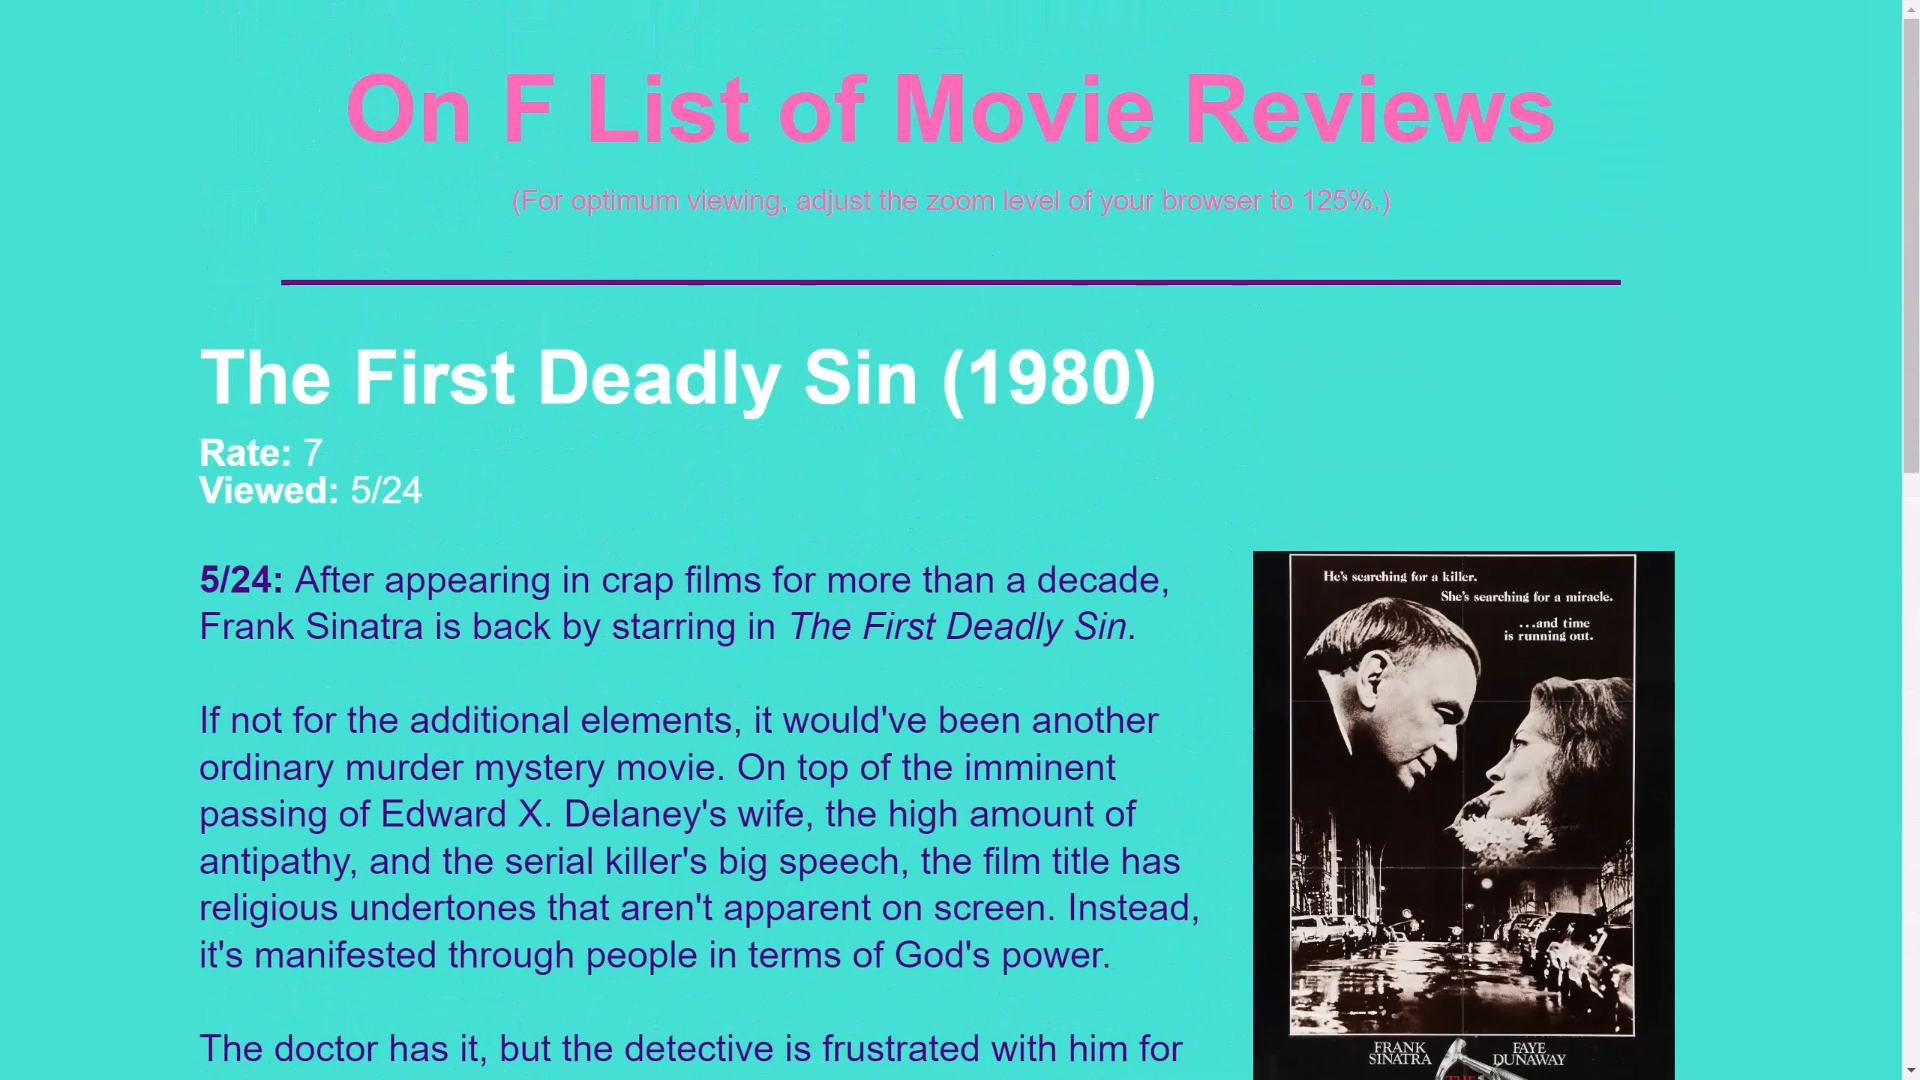 On F List of Movie Reviews
(For optimum viewing, adjust the zoom level of your browser to 125%.)
The First Deadly Sin (1980)
Rate: 7
Viewed: 5/24
5/24: After appearing in crap films for more than a decade,
Frank Sinatra is back by starring in The First Deadly Sin.
If not for the additional elements, it would've been another
ordinary murder mystery movie. On top of the imminent
passing of Edward X. Delaney's wife, the high amount of
antipathy, and the serial killer's big speech, the film title has
religious undertones that aren't apparent on screen. Instead,
it's manifested through people in terms of God's power.
The doctor has it, but the detective is frustrated with him for
He's searching for a killer.
She's searching for a miracle.
...and time
is running out.
FRANK
SINATRA
FAYE
DUNAWAY
THE